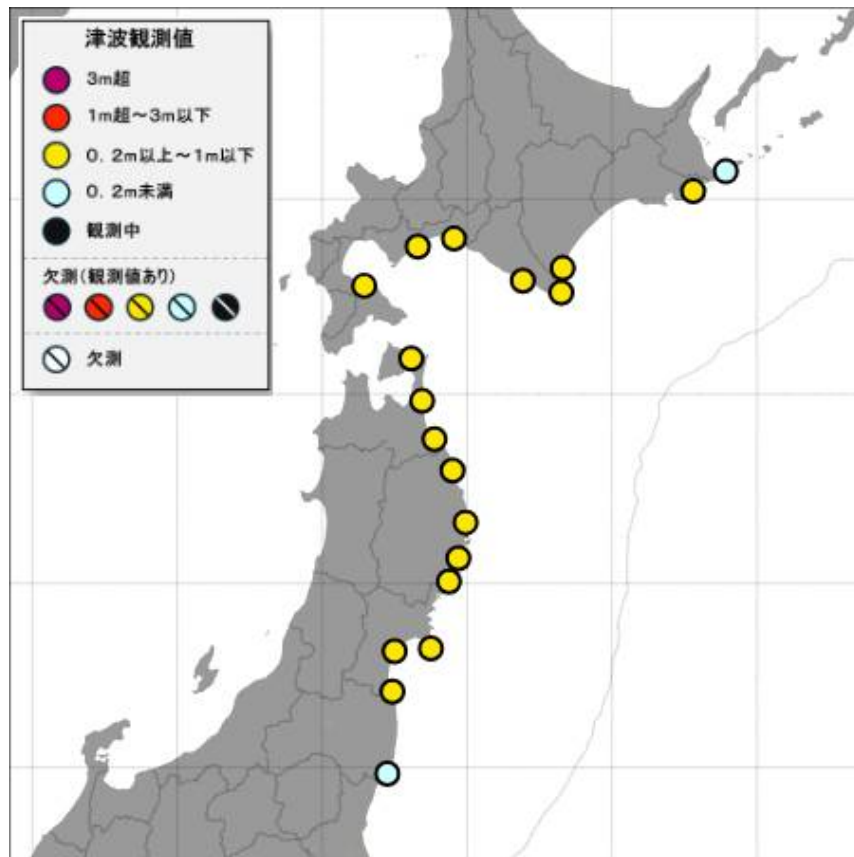 津波観測値
3m超
1m超～3m以下
0.2m以上～1m以下
0.2m未満
観測中
欠測(観測値あり)
欠測